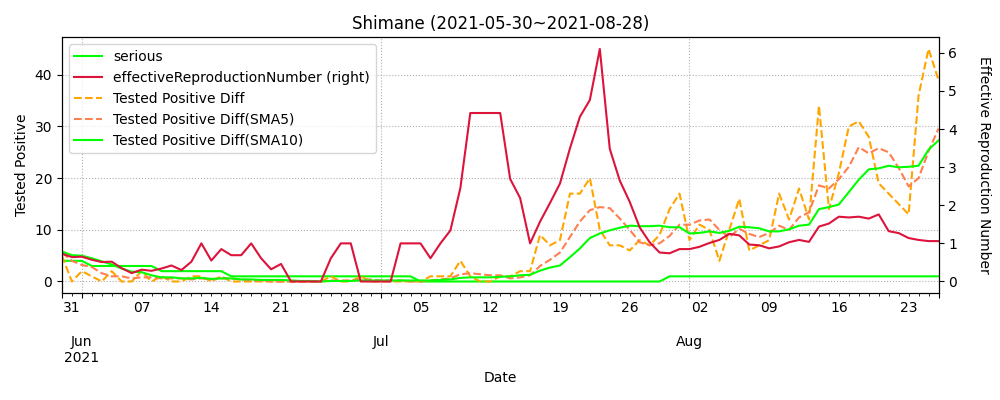 Shimane (2021-05-30~2021-08-28)
serious
effectiveReproductionNumber (right)
Tested Positive Diff
Tested Positive Diff(SMA5)
Tested Positive Diff(SMA10)
Tested Positive
40
30
20
10
0
6
5
4
3
2
1
0
Effective Reproduction Number
31 07 14 21 28 05 12 19 26 02 09 16 23
Jun Jul Aug
2021
Date